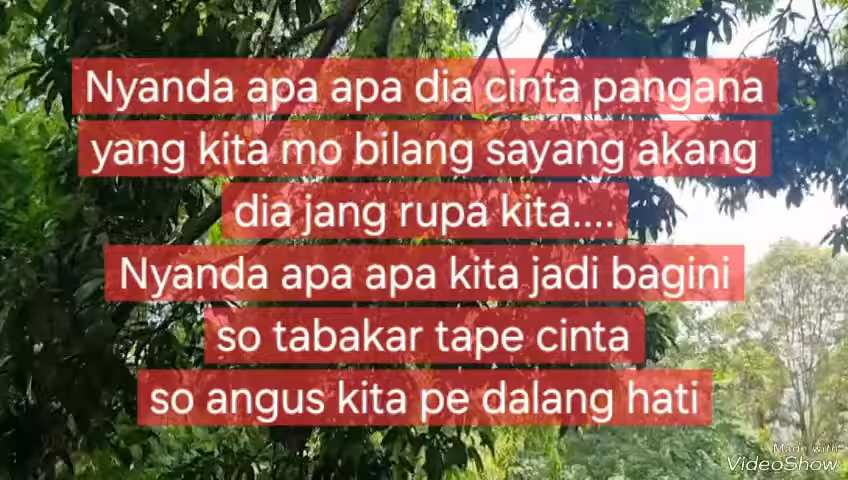 Nyanda apa apa dia cinta pangana
yang kita mo bilang sayang akang
dia jang rupa kita....
Nyanda apa apa kita jadi bagini
so tabakar tape cinta
so angus kita pe dalang hati
Made with
VideoShow